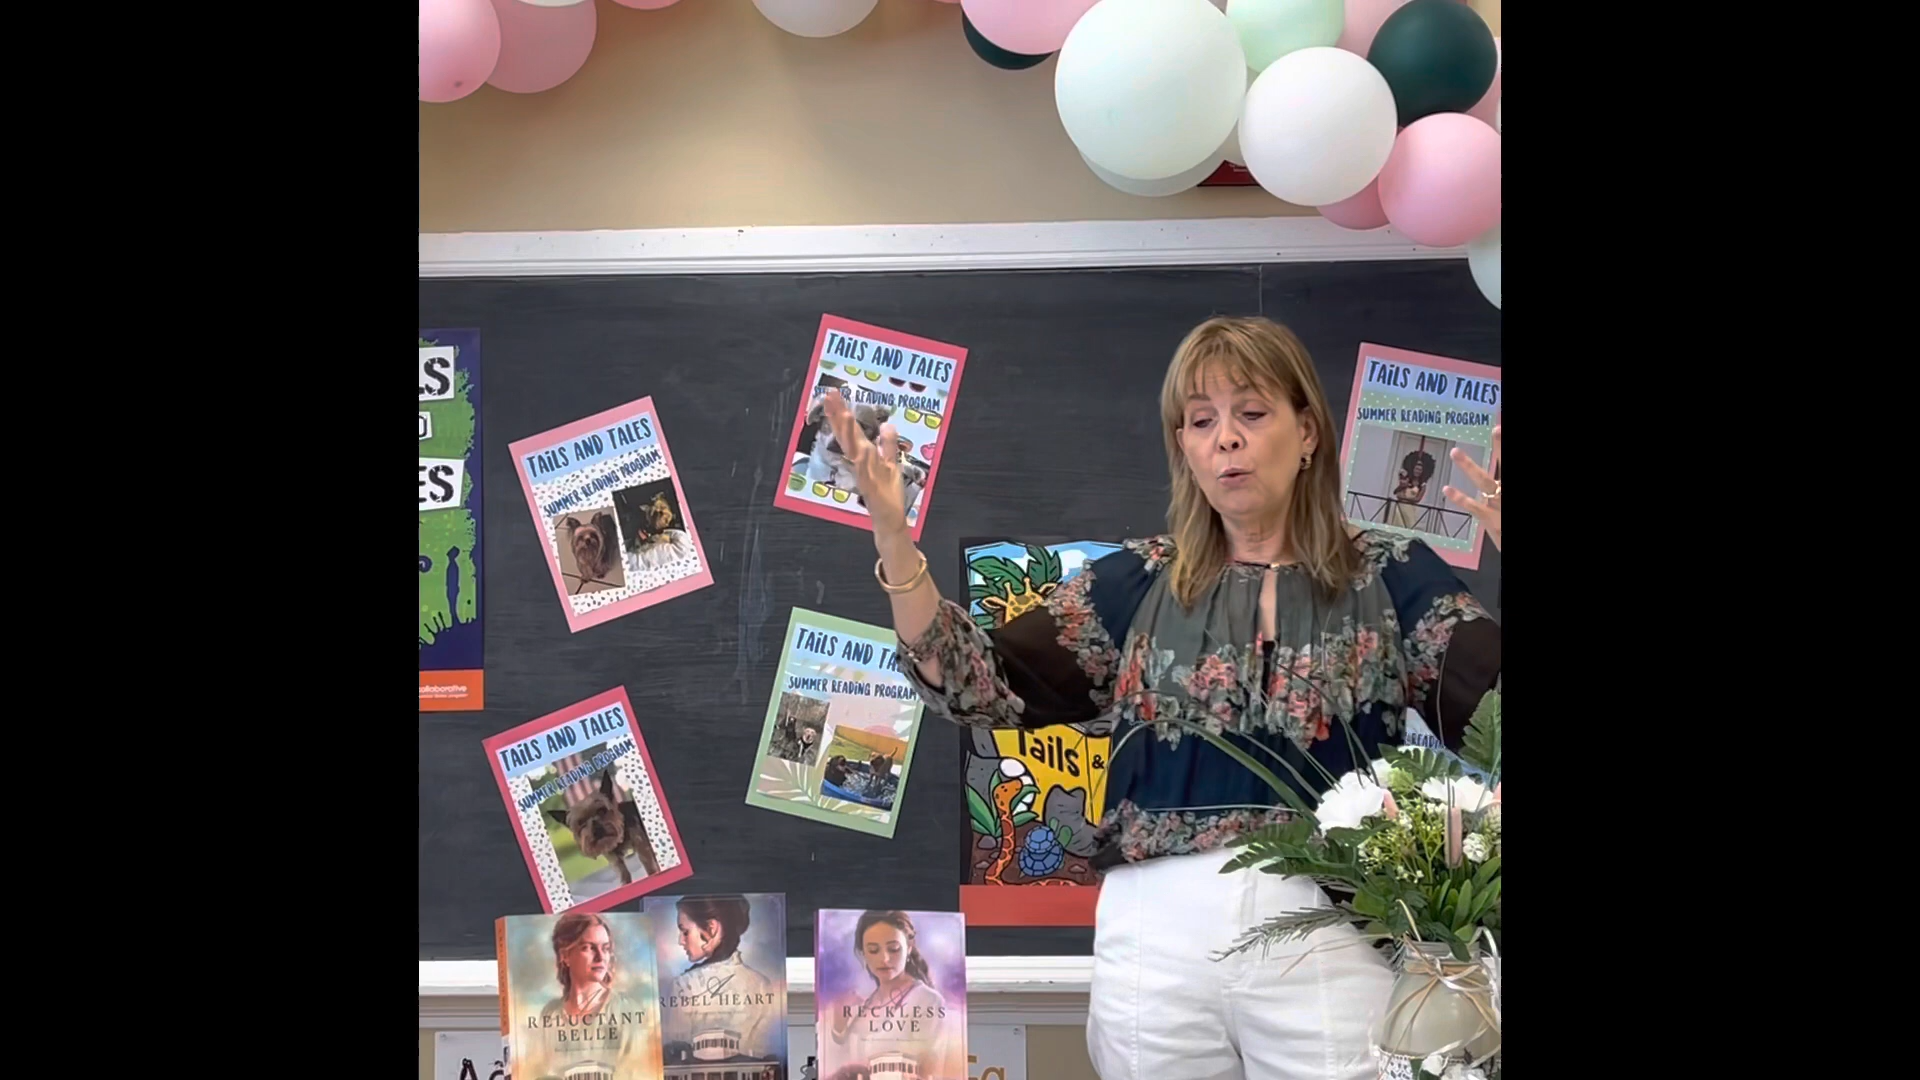 TAILS AND TALES
SUMMER READING PROGRAM
TAILS AND TALES
SUMMER READING PROGRAM
TAILS AND TALES
SUMMER READING PROGRAM
LS
ES
collaborative
TAILS AND TA
SUMMER READING PROGRAM
TAILS AND TALES
SUMMER READING PROGRAM
Tails &
A
RELUCTANT
BELLE
A
REBEL HEART
A
RECKLESS
LOVE